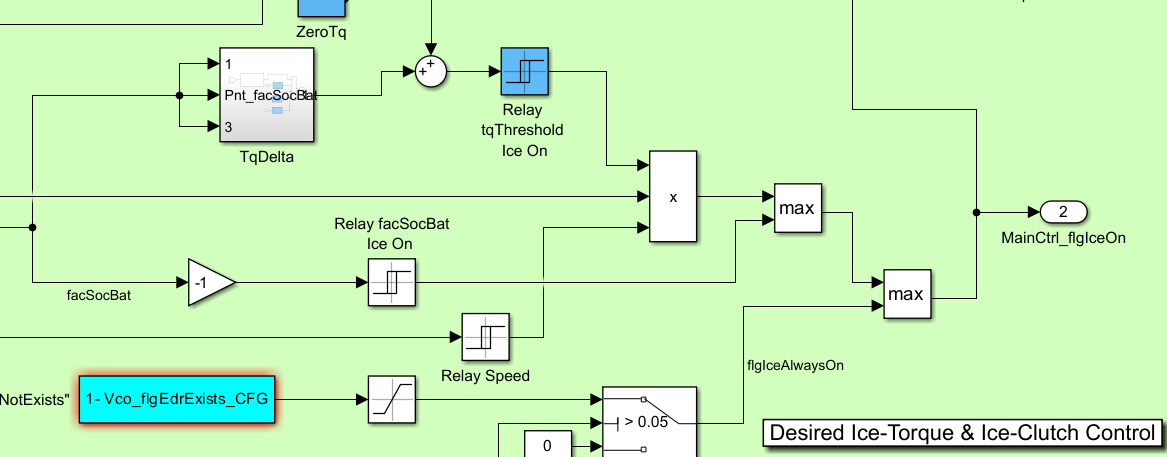 ZeroTq
1
Pnt_facSocBat
3
TqDelta
+
+
Relay
tqThreshold
Ice On
x
max
2
MainCtrl_flgIceOn
Relay facSocBat
Ice On
-1
facSocBat
max
Relay Speed
flgIceAlwaysOn
NotExists"
1- Vco_flgEdrExists_CFG
> 0.05
0
Desired Ice-Torque & Ice-Clutch Control